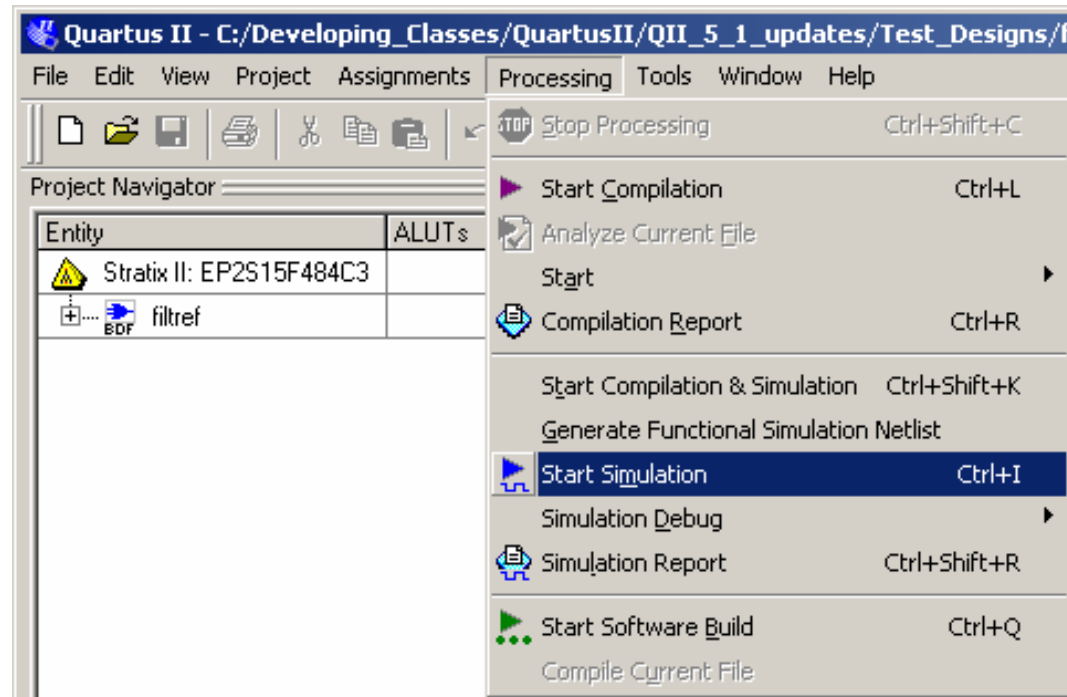 Quartus II - C:/Developing_Classes/QuartusII/QII_5_1_updates/Test_Designs/f
File Edit View Project Assignments Processing Tools Window Help
STOP Stop Processing Ctrl+Shift+C
Project Navigator
Start Compilation Ctrl+L
Entity ALUTs
Analyze Current File
Stratix II: EP2S15F484C3
Start
BDF filtref
Compilation Report Ctrl+R
Start Compilation & Simulation Ctrl+Shift+K
Generate Functional Simulation Netlist
Start Simulation Ctrl+I
Simulation Debug
Simulation Report Ctrl+Shift+R
Start Software Build Ctrl+Q
Compile Current File